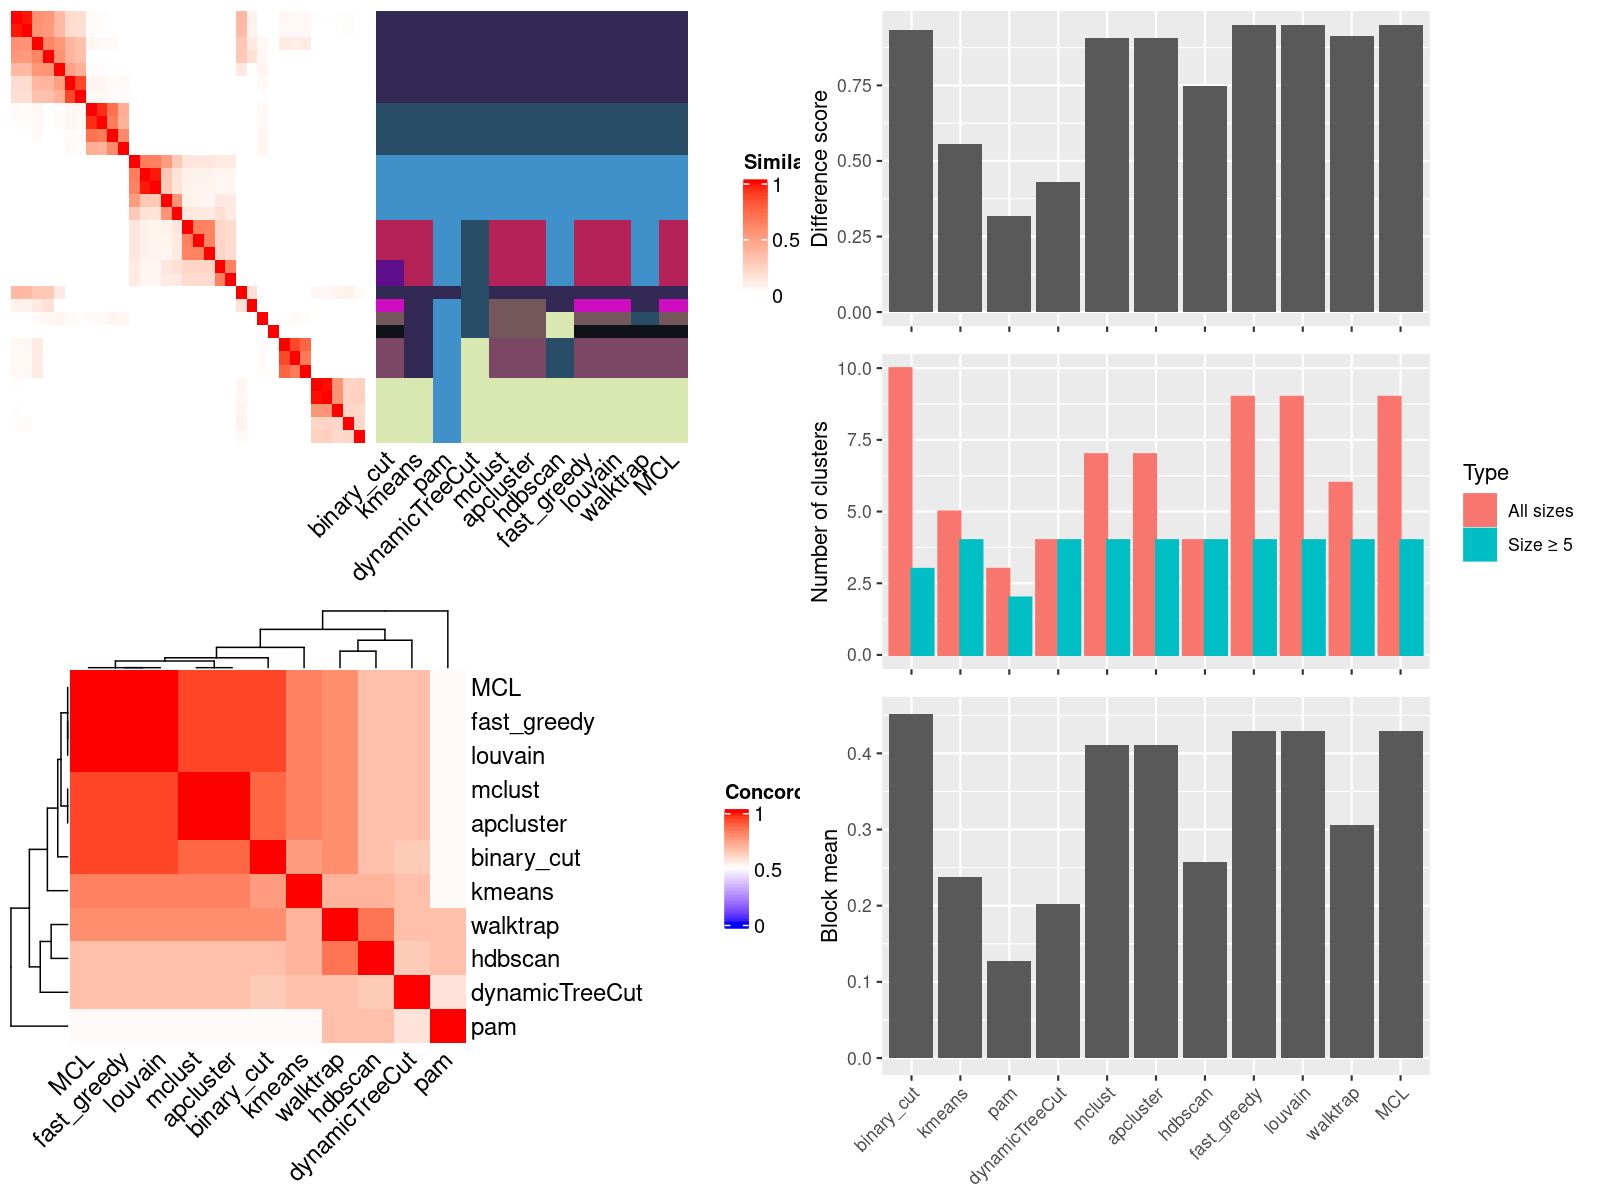 Simila
1
0.5
0
binary_cut
kmeans
pam
dynamicTreeCut
mclust
apcluster
hdbscan
fast_greedy
louvain
walktrap
MCL
MCL
fast_greedy
louvain
mclust
apcluster
binary_cut
kmeans
walktrap
hdbscan
dynamicTreeCut
pam
Concord
1
0.5
0
MCL
fast_greedy
louvain
mclust
apcluster
binary_cut
kmeans
walktrap
hdbscan
dynamicTreeCut
pam
Difference score
0.75
0.50
0.25
0.00
Number of clusters
10.0
7.5
5.0
2.5
0.0
Type
All sizes
Size ≥ 5
Block mean
0.4
0.3
0.2
0.1
0.0
binary_cut
kmeans
pam
dynamicTreeCut
mclust
apcluster
hdbscan
fast_greedy
louvain
walktrap
MCL